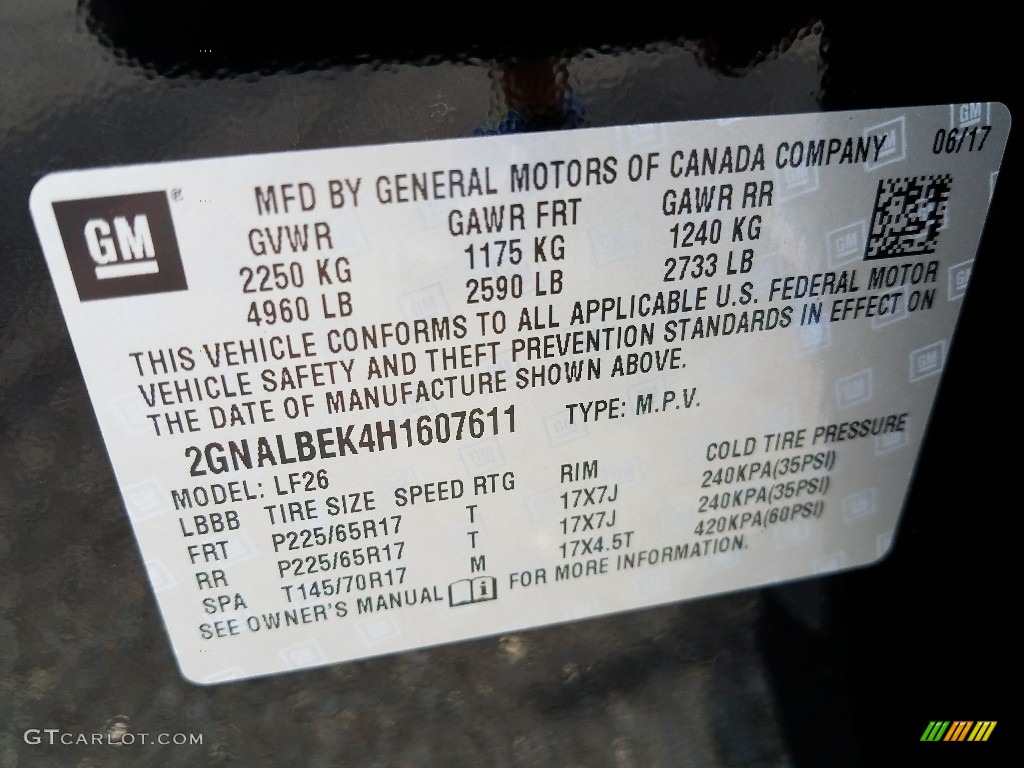 GM ®
MFD BY GENERAL MOTORS OF CANADA COMPANY 06/17
GVWR GAWR FRT GAWR RR
2250 KG 1175 KG 1240 KG
4960 LB 2590 LB 2733 LB
THIS VEHICLE CONFORMS TO ALL APPLICABLE U.S. FEDERAL MOTOR
VEHICLE SAFETY AND THEFT PREVENTION STANDARDS IN EFFECT ON
THE DATE OF MANUFACTURE SHOWN ABOVE.
2GNALBEK4H1607611 TYPE: M.P.V.
MODEL: LF26
LBBB TIRE SIZE SPEED RTG RIM COLD TIRE PRESSURE
FRT P225/65R17 T 17X7J 240KPA(35PSI)
RR P225/65R17 T 17X7J 240KPA(35PSI)
SPA T145/70R17 M 17X4.5T 420KPA(60PSI)
SEE OWNER'S MANUAL i FOR MORE INFORMATION.
GTCARLOT.COM